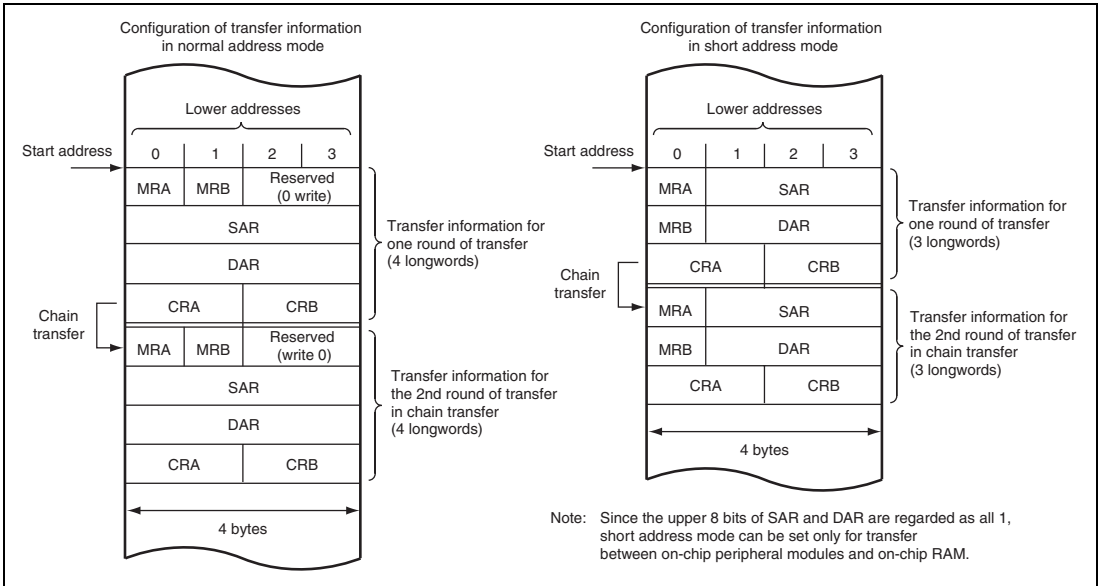 Configuration of transfer information
in normal address mode
Lower addresses
Start address
0 1 2 3
MRA MRB Reserved
(0 write)
SAR
DAR
CRA CRB
Transfer information for
one round of transfer
(4 longwords)
Chain
transfer
MRA MRB Reserved
(write 0)
SAR
DAR
CRA CRB
Transfer information for
the 2nd round of transfer
in chain transfer
(4 longwords)
4 bytes
Configuration of transfer information
in short address mode
Lower addresses
Start address
0 1 2 3
MRA SAR
MRB DAR
CRA CRB
Transfer information for
one round of transfer
(3 longwords)
Chain
transfer
MRA SAR
MRB DAR
CRA CRB
Transfer information for
the 2nd round of transfer
in chain transfer
(3 longwords)
4 bytes
Note: Since the upper 8 bits of SAR and DAR are regarded as all 1,
short address mode can be set only for transfer
between on-chip peripheral modules and on-chip RAM.